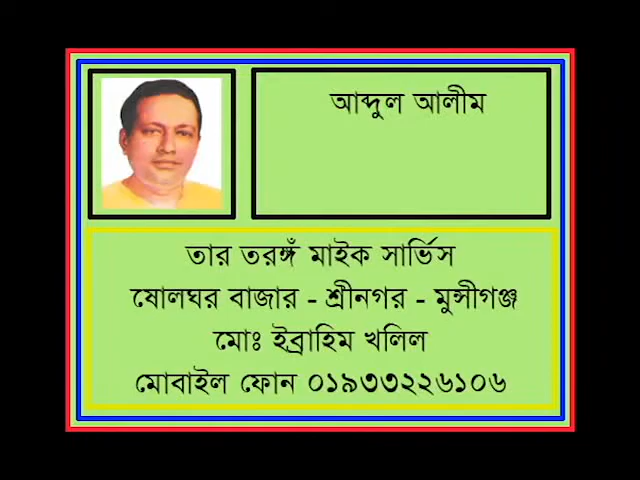 আব্দুল আলীম
তার তরঙ্গঁ মাইক সার্ভিস
ষোলঘর বাজার - শ্রীনগর - মুন্সীগঞ্জ
মোঃ ইব্রাহিম খলিল
মোবাইল ফোন ০১৯৩৩২২৬১০৬